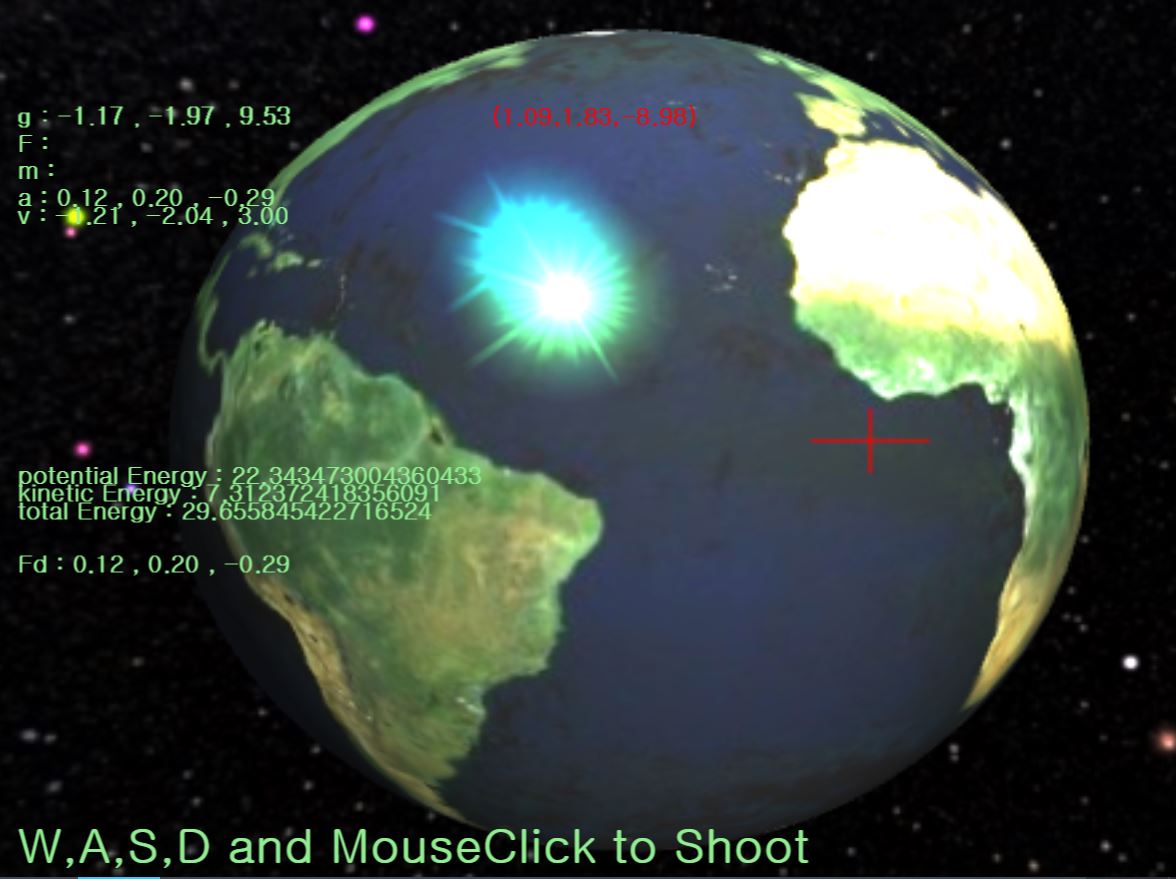 g : -1.17 , -1.97 , 9.53
(1.09,1.83,-8.98)
F :
m :
a : 0.12 , 0.20 , -0.29
v : -0.21 , -2.04 , 3.00
potential Energy : 22.343473004360433
kinetic Energy : 7.312372418356091
total Energy : 29.655845422716524
Fd : 0.12 , 0.20 , -0.29
W,A,S,D and MouseClick to Shoot